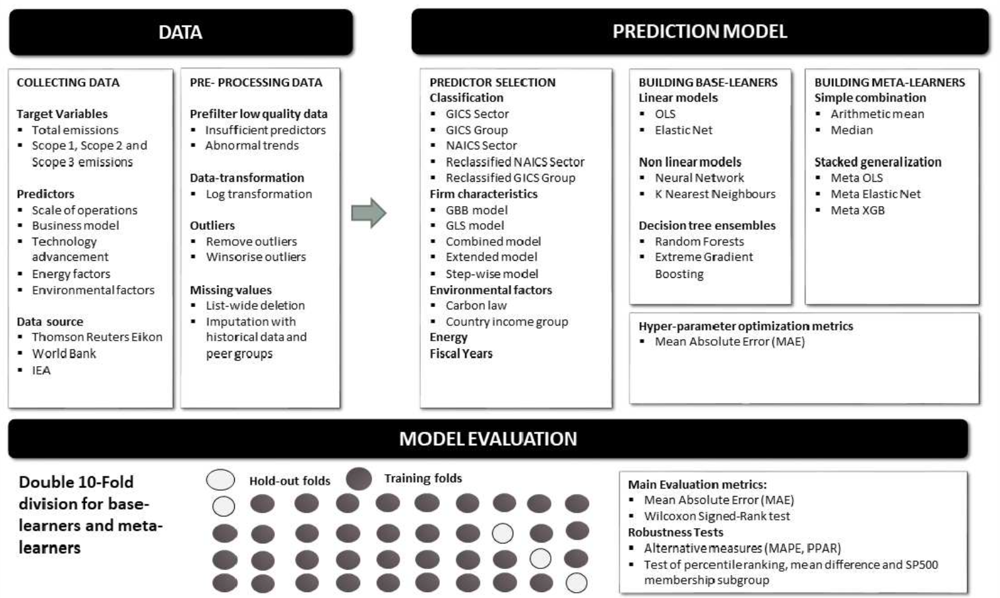 DATA
COLLECTING DATA
Target Variables
▪ Total emissions
▪ Scope 1, Scope 2 and
Scope 3 emissions
Predictors
▪ Scale of operations
▪ Business model
▪ Technology
advancement
▪ Energy factors
▪ Environmental factors
Data source
▪ Thomson Reuters Eikon
▪ World Bank
▪ IEA
PRE- PROCESSING DATA
Prefilter low quality data
▪ Insufficient predictors
▪ Abnormal trends
Data-transformation
▪ Log transformation
Outliers
▪ Remove outliers
▪ Winsorise outliers
Missing values
▪ List-wide deletion
▪ Imputation with
historical data and
peer groups
PREDICTION MODEL
PREDICTOR SELECTION
Classification
▪ GICS Sector
▪ GICS Group
▪ NAICS Sector
▪ Reclassified NAICS Sector
▪ Reclassified GICS Group
Firm characteristics
▪ GBB model
▪ GLS model
▪ Combined model
▪ Extended model
▪ Step-wise model
Environmental factors
▪ Carbon law
▪ Country income group
Energy
Fiscal Years
BUILDING BASE-LEANERS
Linear models
▪ OLS
▪ Elastic Net
Non linear models
▪ Neural Network
▪ K Nearest Neighbours
Decision tree ensembles
▪ Random Forests
▪ Extreme Gradient
Boosting
BUILDING META-LEARNERS
Simple combination
▪ Arithmetic mean
▪ Median
Stacked generalization
▪ Meta OLS
▪ Meta Elastic Net
▪ Meta XGB
Hyper-parameter optimization metrics
▪ Mean Absolute Error (MAE)
MODEL EVALUATION
Double 10-Fold
division for base-
learners and meta-
learners
Hold-out folds
Training folds
Main Evaluation metrics:
▪ Mean Absolute Error (MAE)
▪ Wilcoxon Signed-Rank test
Robustness Tests
▪ Alternative measures (MAPE, PPAR)
▪ Test of percentile ranking, mean difference and SP500
membership subgroup